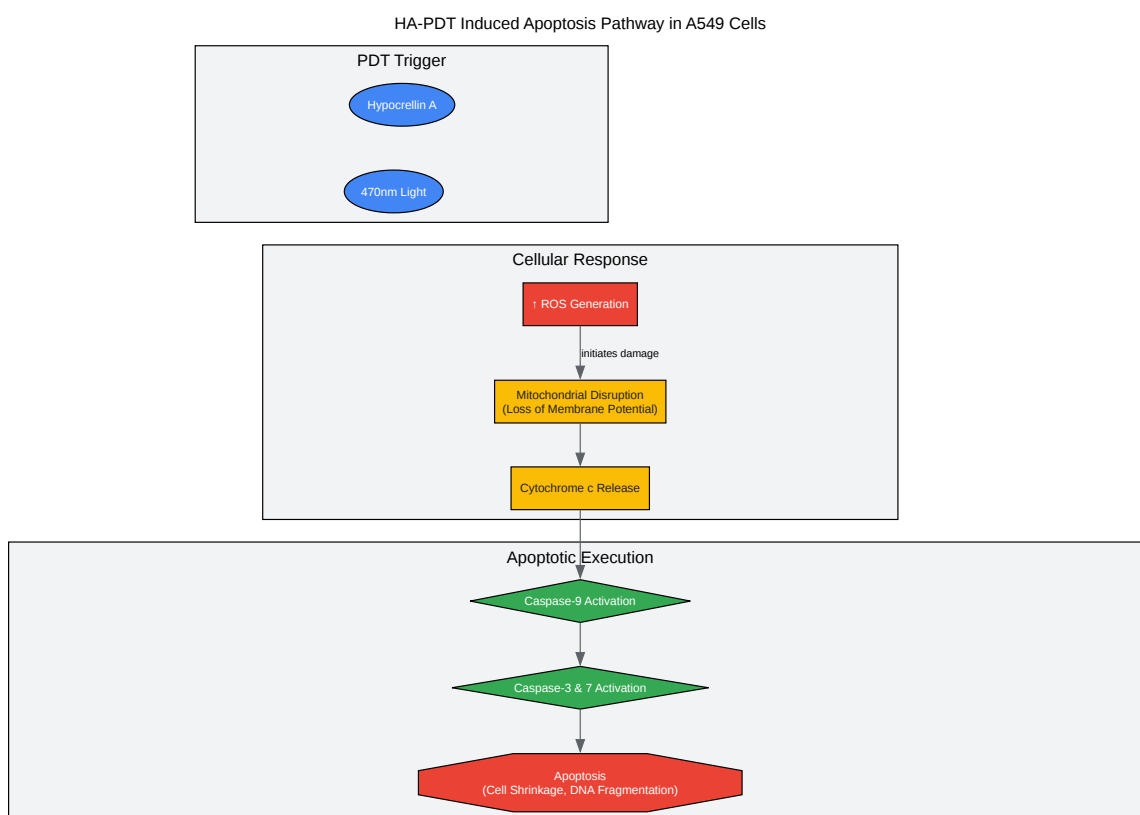 HA-PDT Induced Apoptosis Pathway in A549 Cells
PDT Trigger
Hypocrellin A
470nm Light
Cellular Response
↑ ROS Generation
initiates damage
Mitochondrial Disruption
(Loss of Membrane Potential)
Cytochrome c Release
Apoptotic Execution
Caspase-9 Activation
Caspase-3 & 7 Activation
Apoptosis
(Cell Shrinkage, DNA Fragmentation)